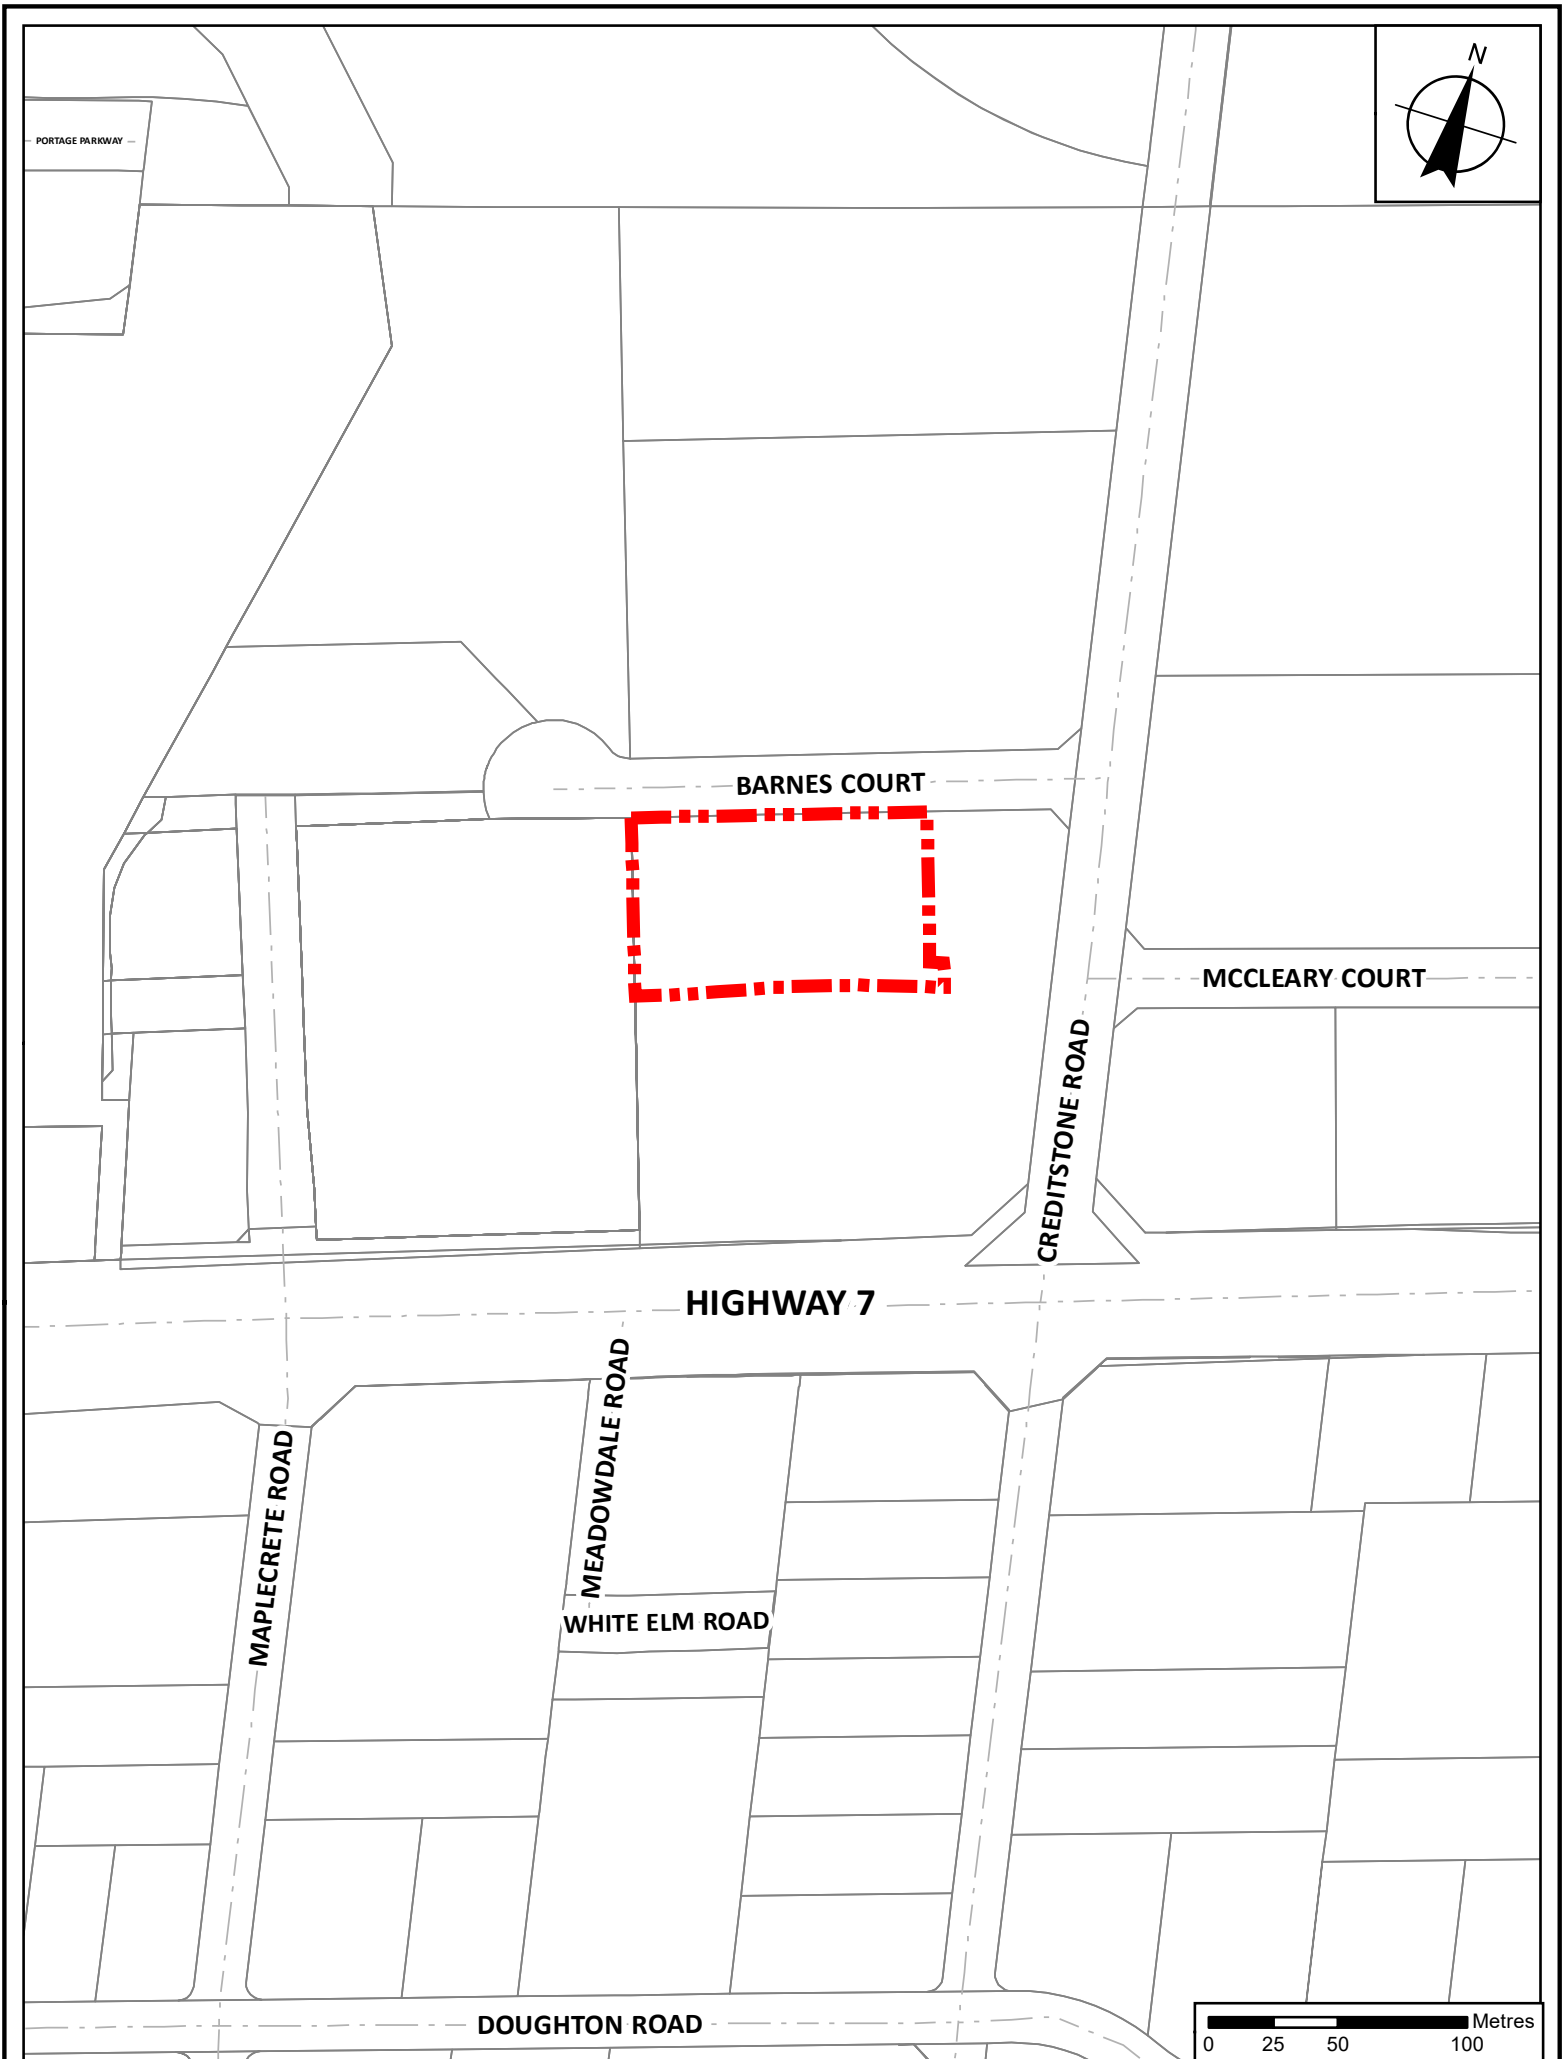 N
PORTAGE PARKWAY
BARNES COURT
MCCLEARY COURT
CREDITSTONE ROAD
HIGHWAY 7
MEADOWDALE ROAD
MAPLECRETE ROAD
WHITE ELM ROAD
DOUGHTON ROAD
Metres
0 25 50 100